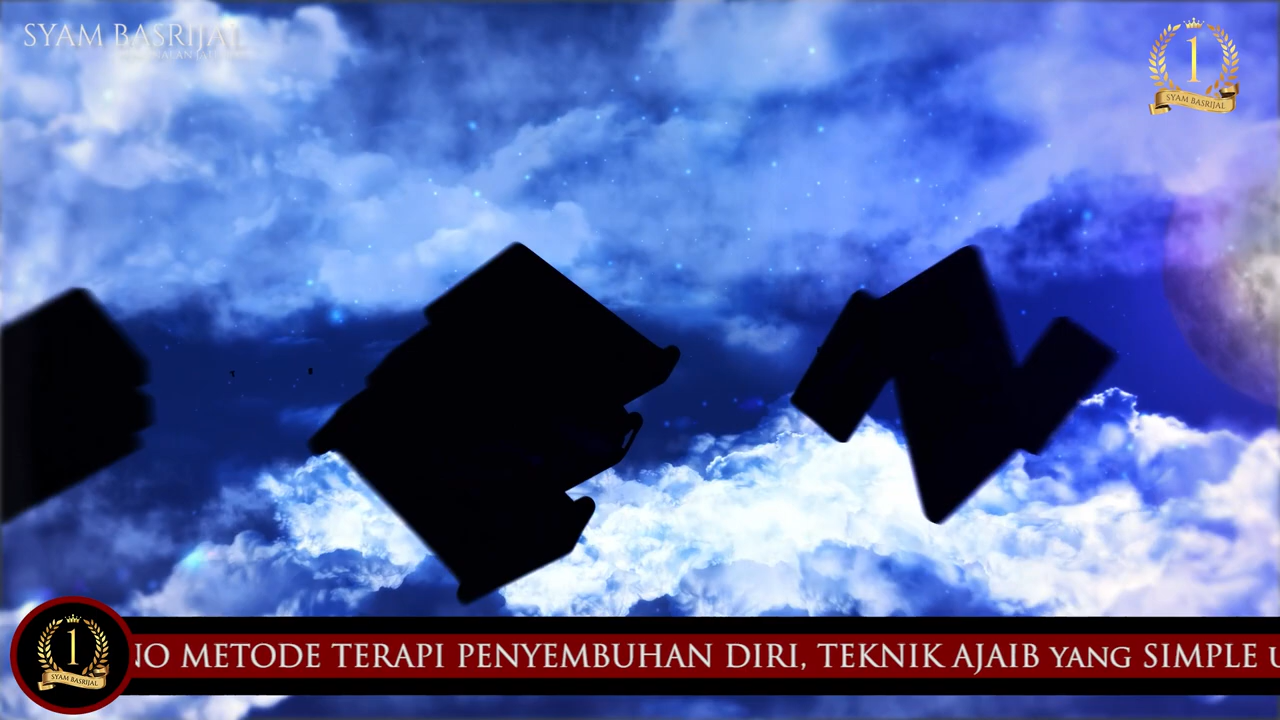 SYAM BASRIJAL
1
SYAM BASRIJAL
1
SYAM BASRIJAL
NO METODE TERAPI PENYEMBUHAN DIRI, TEKNIK AJAIB YANG SIMPLE U